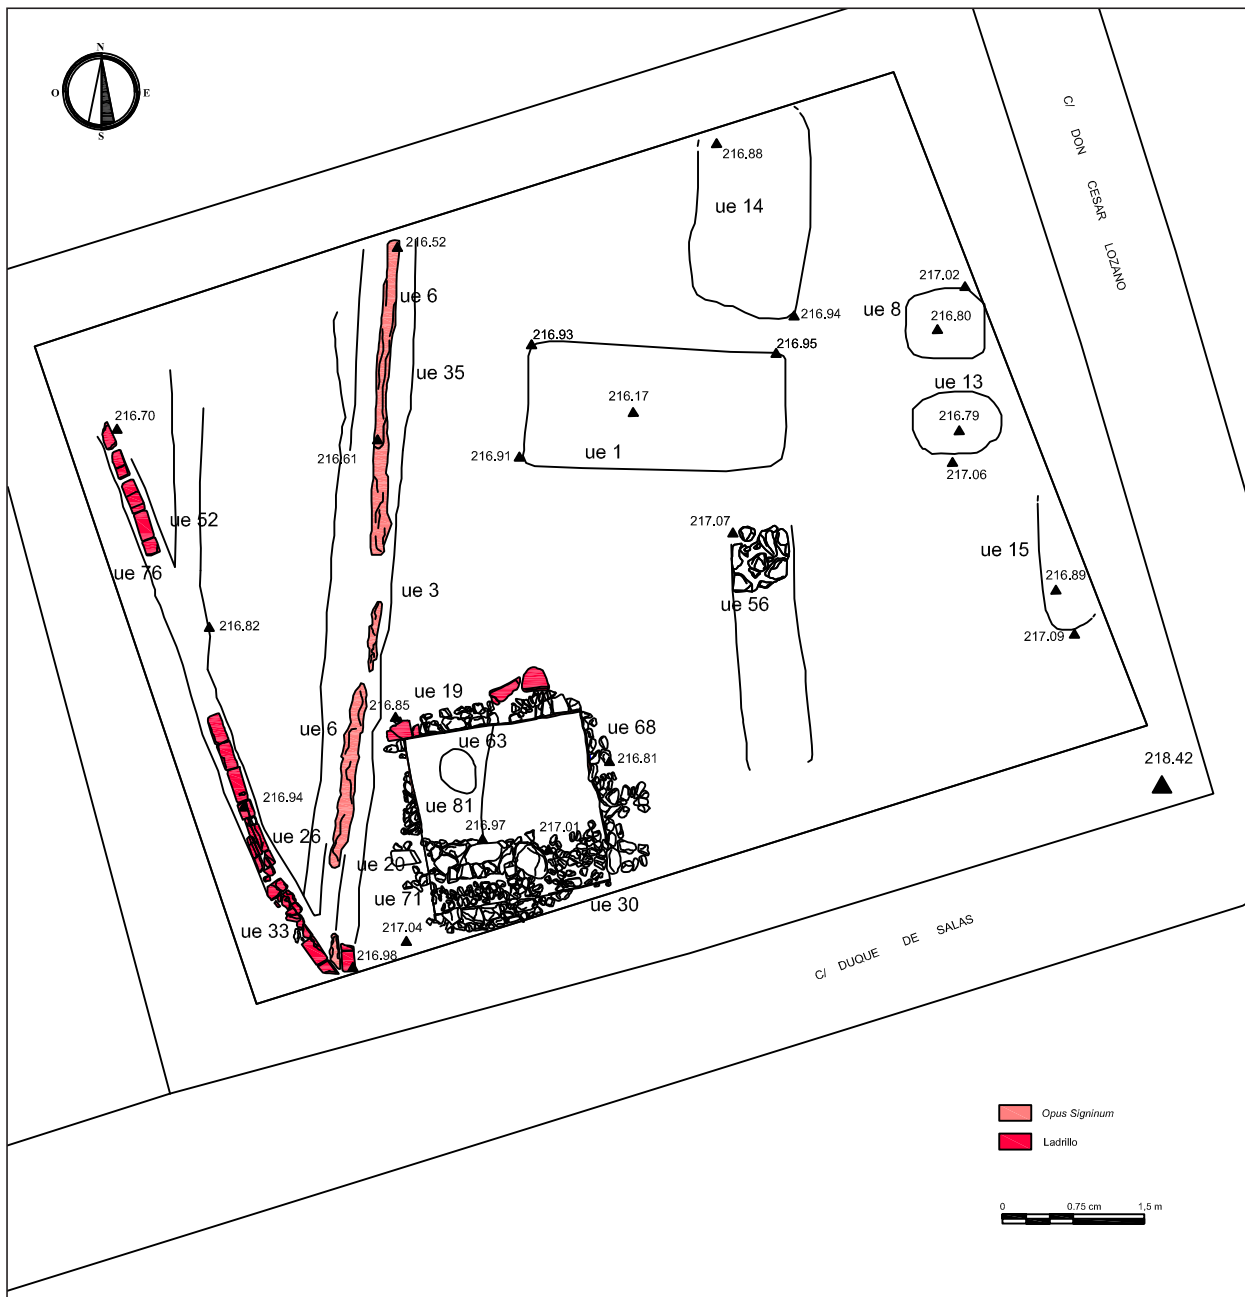 N
O
E
S
C/ DON CESAR LOZANO
216.88
ue 14
216.52
ue 6
217.02
ue 8
216.80
216.94
216.93
216.95
ue 35
ue 13
216.17
216.70
216.79
216.61
216.91
ue 1
217.06
ue 52
217.07
ue 15
ue 76
ue 3
216.89
ue 56
216.82
217.09
ue 19
216.85
ue 6
ue 63
ue 68
216.81
218.42
216.94
ue 81
216.97
217.01
ue 26
ue 20
ue 71
ue 30
ue 33
217.04
216.98
C/ DUQUE DE SALAS
Opus Signinum
Ladrillo
0 0.75 cm 1,5 m